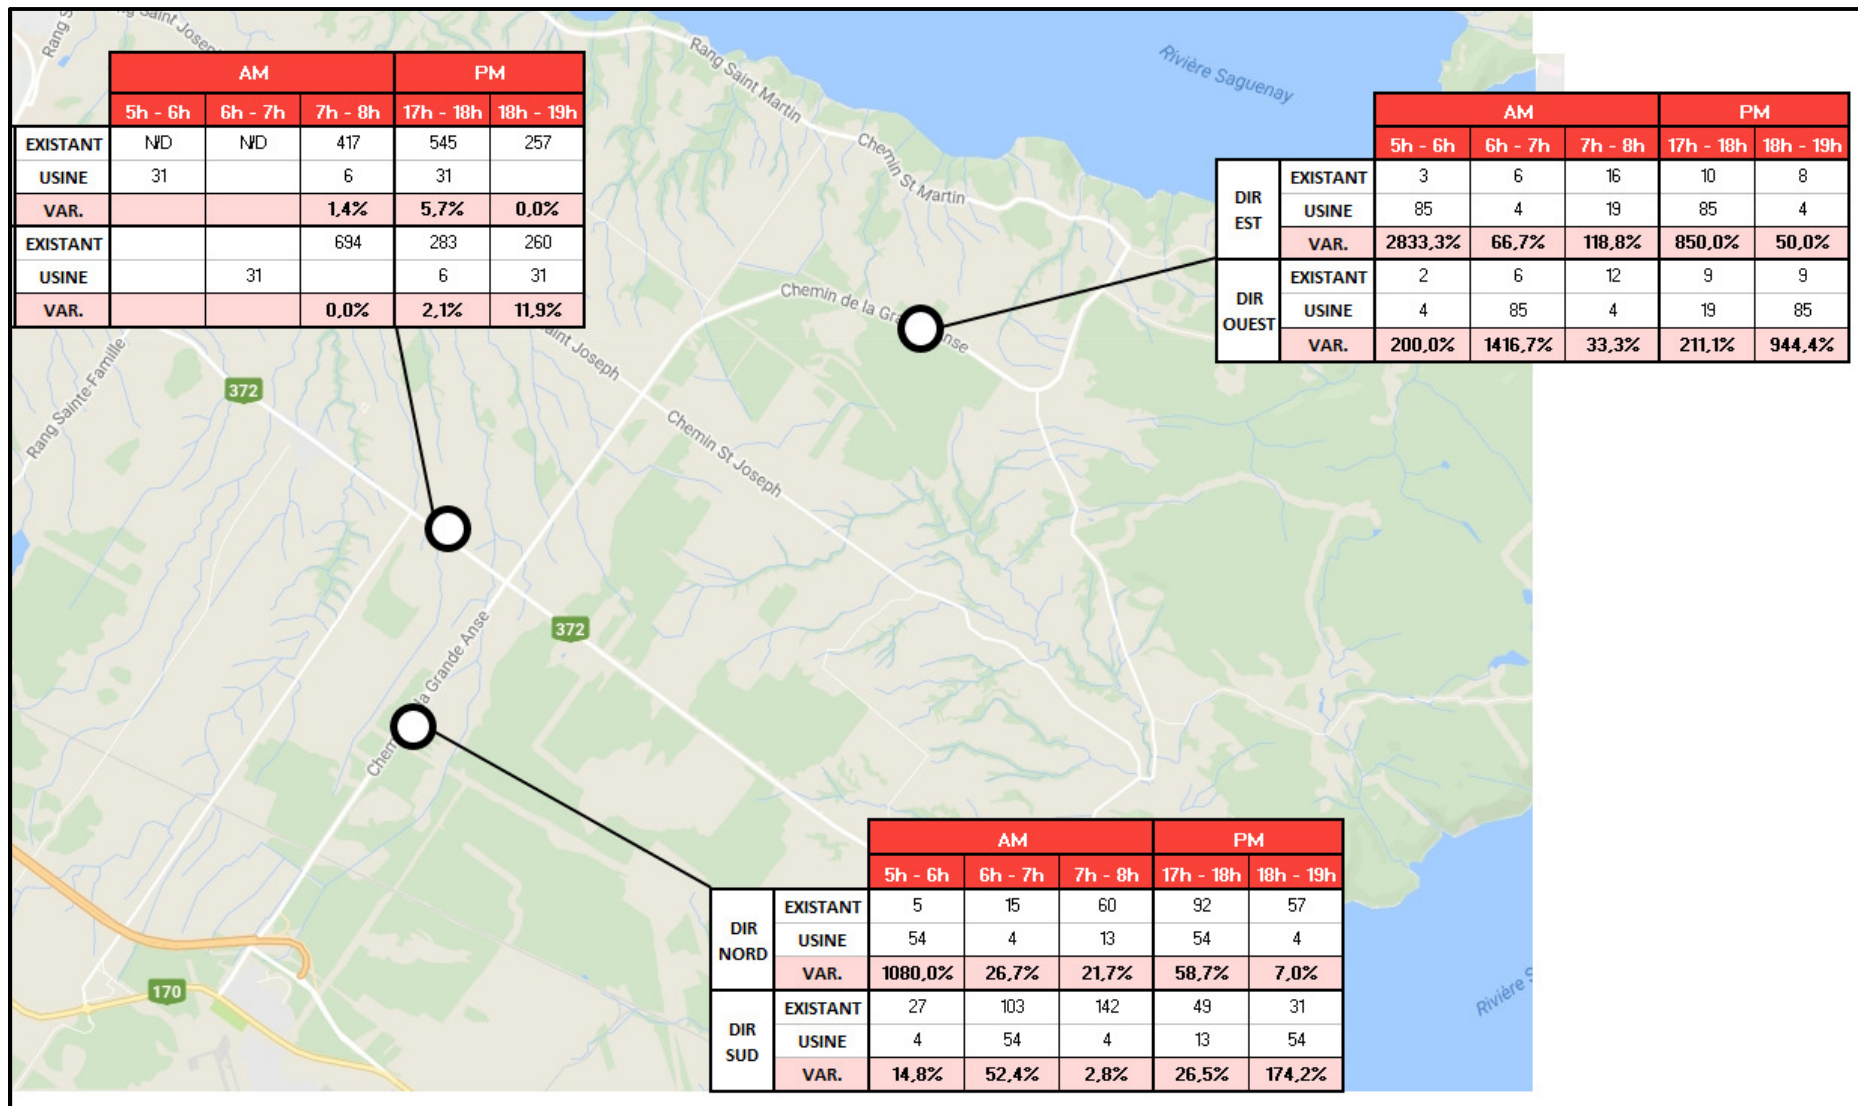 Rang
ng Saint Joseph
Rang Saint Martin
Rivière Saguenay
AM PM
5h - 6h 6h - 7h 7h - 8h 17h - 18h 18h - 19h
EXISTANT N/D N/D 417 545 257
USINE 31 6 31
VAR. 1,4% 5,7% 0,0%
EXISTANT 694 283 260
USINE 31 6 31
VAR. 0,0% 2,1% 11,9%
AM PM
5h - 6h 6h - 7h 7h - 8h 17h - 18h 18h - 19h
DIR EST
EXISTANT 3 6 16 10 8
USINE 85 4 19 85 4
VAR. 2833,3% 66,7% 118,8% 850,0% 50,0%
DIR OUEST
EXISTANT 2 6 12 9 9
USINE 4 85 4 19 85
VAR. 200,0% 1416,7% 33,3% 211,1% 944,4%
Chemin St Martin
Chemin de la Gra
nse
aint Joseph
Rang Sainte-Famille
372
Chemin St Joseph
372
Chem
la Grande Anse
170
Rivière S
AM PM
5h - 6h 6h - 7h 7h - 8h 17h - 18h 18h - 19h
DIR NORD
EXISTANT 5 15 60 92 57
USINE 54 4 13 54 4
VAR. 1080,0% 26,7% 21,7% 58,7% 7,0%
DIR SUD
EXISTANT 27 103 142 49 31
USINE 4 54 4 13 54
VAR. 14,8% 52,4% 2,8% 26,5% 174,2%